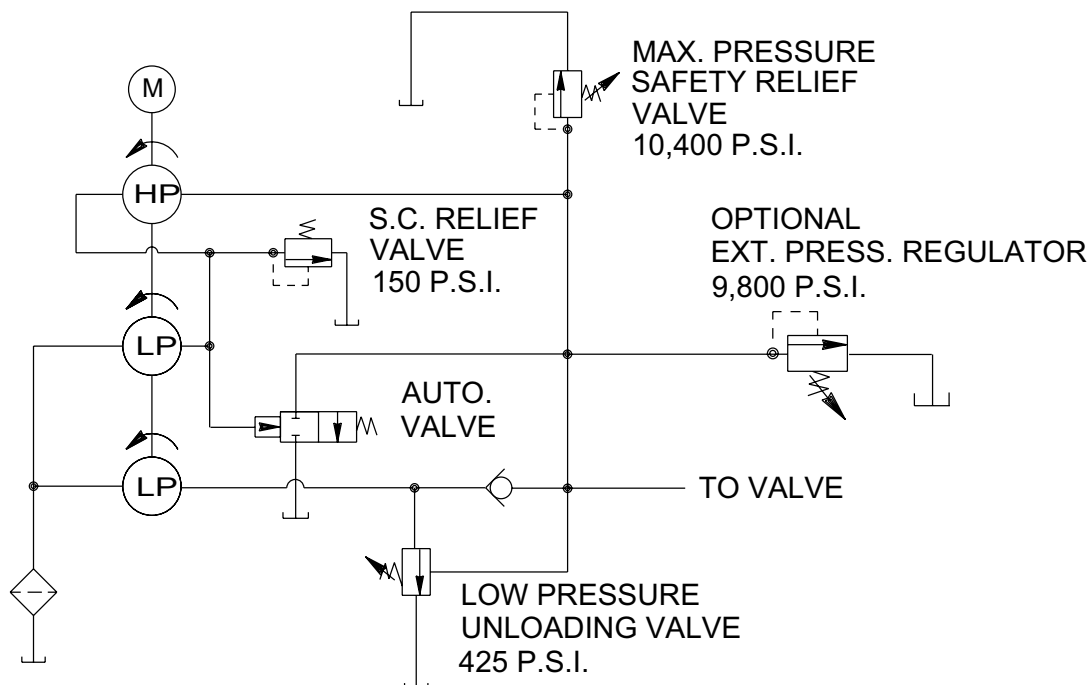 MAX. PRESSURE
SAFETY RELIEF
VALVE
10,400 P.S.I.
M
HP
S.C. RELIEF
VALVE
150 P.S.I.
OPTIONAL
EXT. PRESS. REGULATOR
9,800 P.S.I.
LP
AUTO.
VALVE
LP
TO VALVE
LOW PRESSURE
UNLOADING VALVE
425 P.S.I.